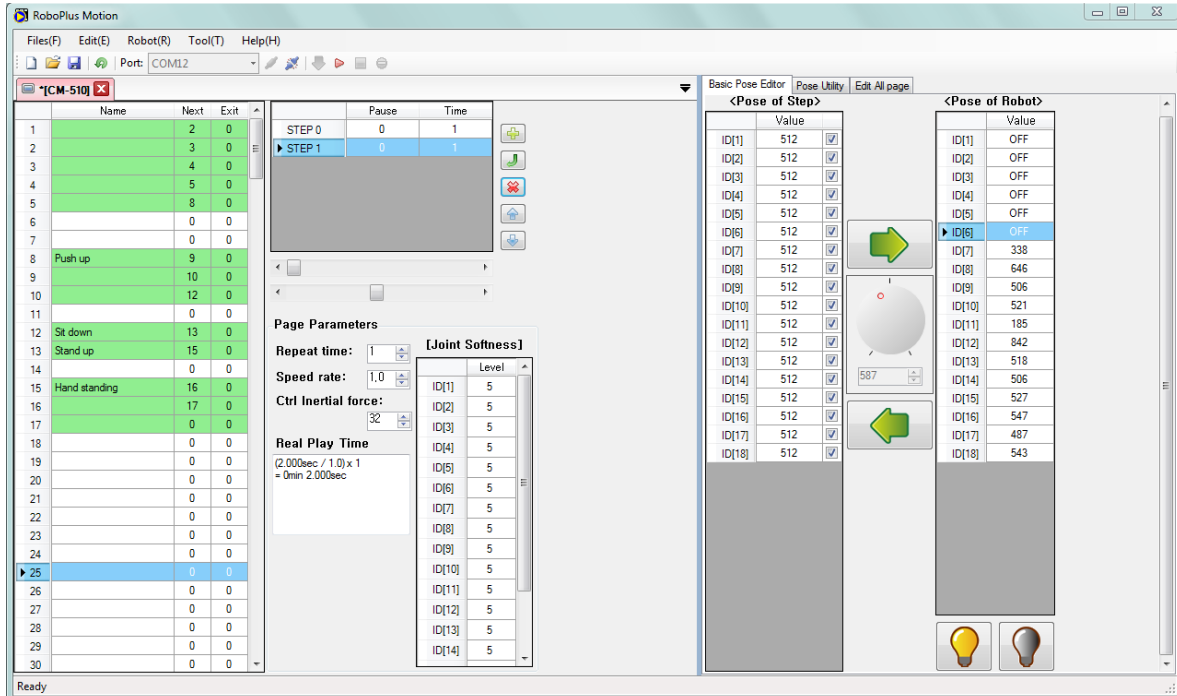 RoboPlus Motion
Files(F) Edit(E) Robot(R) Tool(T) Help(H)
Port: COM12
*[CM-510]
Name Next Exit
1 2 0
2 3 0
3 4 0
4 5 0
5 8 0
6 0 0
7 0 0
8 Push up 9 0
9 10 0
10 12 0
11 0 0
12 Sit down 13 0
13 Stand up 15 0
14 0 0
15 Hand standing 16 0
16 17 0
17 0 0
18 0 0
19 0 0
20 0 0
21 0 0
22 0 0
23 0 0
24 0 0
25 0 0
26 0 0
27 0 0
28 0 0
29 0 0
30 0 0
Pause Time
STEP 0 0 1
STEP 1 0 1
Page Parameters
Repeat time: 1
Speed rate: 1,0
Ctrl Inertial force:
32
Real Play Time
(2.000sec / 1.0) x 1
= 0min 2.000sec
[Joint Softness]
Level
ID[1] 5
ID[2] 5
ID[3] 5
ID[4] 5
ID[5] 5
ID[6] 5
ID[7] 5
ID[8] 5
ID[9] 5
ID[10] 5
ID[11] 5
ID[12] 5
ID[13] 5
ID[14] 5
Basic Pose Editor Pose Utility Edit All page
<Pose of Step>
Value
ID[1] 512
ID[2] 512
ID[3] 512
ID[4] 512
ID[5] 512
ID[6] 512
ID[7] 512
ID[8] 512
ID[9] 512
ID[10] 512
ID[11] 512
ID[12] 512
ID[13] 512
ID[14] 512
ID[15] 512
ID[16] 512
ID[17] 512
ID[18] 512
587
<Pose of Robot>
Value
ID[1] OFF
ID[2] OFF
ID[3] OFF
ID[4] OFF
ID[5] OFF
ID[6] OFF
ID[7] 338
ID[8] 646
ID[9] 506
ID[10] 521
ID[11] 185
ID[12] 842
ID[13] 518
ID[14] 506
ID[15] 527
ID[16] 547
ID[17] 487
ID[18] 543
Ready